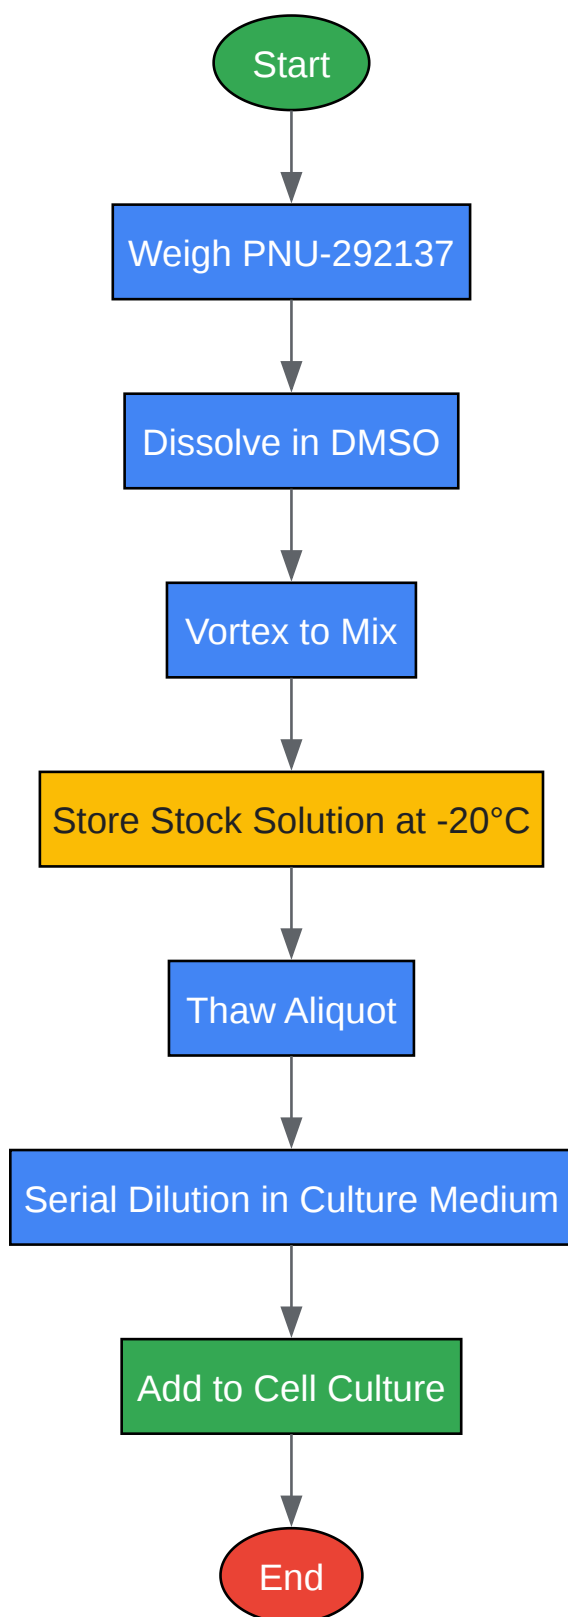 Start
Weigh PNU-292137
Dissolve in DMSO
Vortex to Mix
Store Stock Solution at -20°C
Thaw Aliquot
Serial Dilution in Culture Medium
Add to Cell Culture
End